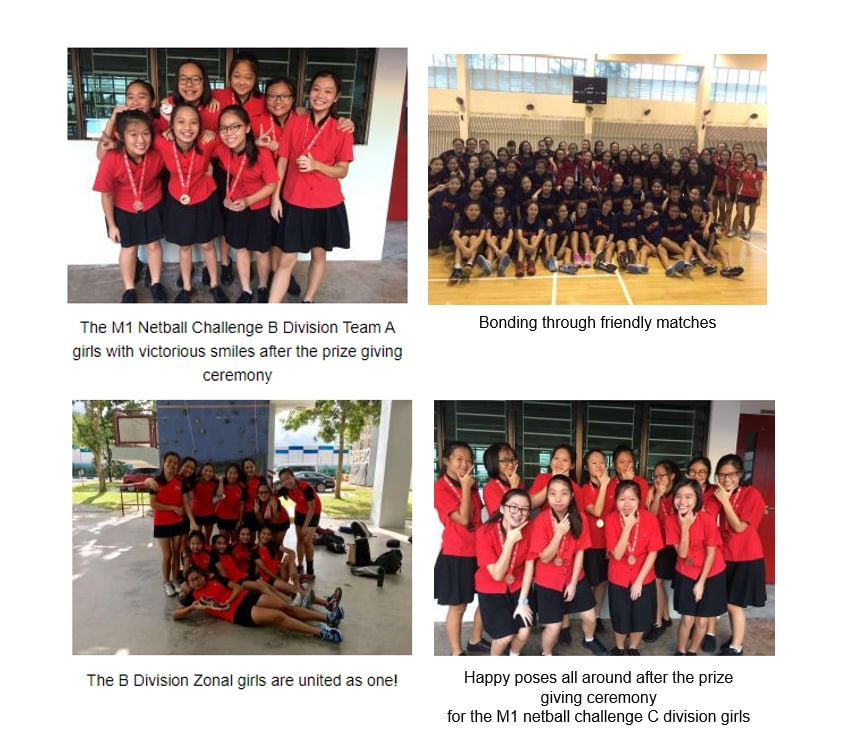 The M1 Netball Challenge B Division Team A
girls with victorious smiles after the prize giving
ceremony
Bonding through friendly matches
The B Division Zonal girls are united as one!
Happy poses all around after the prize
giving ceremony
for the M1 netball challenge C division girls